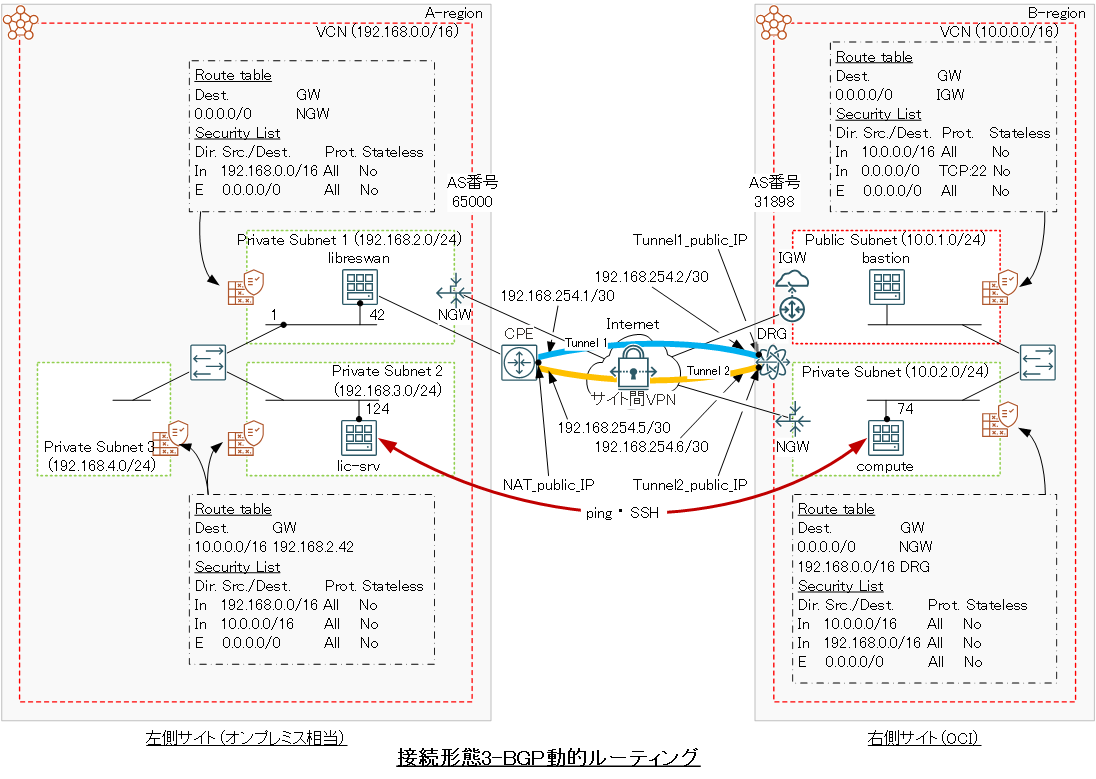 A-region
VCN (192.168.0.0/16)
Route table
Dest. GW
0.0.0.0/0 NGW
Security List
Dir. Src./Dest. Prot. Stateless
In 192.168.0.0/16 All No
E 0.0.0.0/0 All No
AS番号
65000
Private Subnet 1 (192.168.2.0/24)
libreswan
1
42
NGW
Private Subnet 2
(192.168.3.0/24)
124
lic-srv
Private Subnet 3
(192.168.4.0/24)
Route table
Dest. GW
10.0.0.0/16 192.168.2.42
Security List
Dir. Src./Dest. Prot. Stateless
In 192.168.0.0/16 All No
In 10.0.0.0/16 All No
E 0.0.0.0/0 All No
左側サイト(オンプレミス相当)
CPE
192.168.254.1/30
192.168.254.2/30
Tunnel1_public_IP
Internet
Tunnel 1
Tunnel 2
サイト間VPN
192.168.254.5/30
192.168.254.6/30
NAT_public_IP
Tunnel2_public_IP
ping・SSH
B-region
VCN (10.0.0.0/16)
Route table
Dest. GW
0.0.0.0/0 IGW
Security List
Dir. Src./Dest. Prot. Stateless
In 10.0.0.0/16 All No
In 0.0.0.0/0 TCP:22 No
E 0.0.0.0/0 All No
AS番号
31898
Public Subnet (10.0.1.0/24)
IGW
bastion
DRG
Private Subnet (10.0.2.0/24)
74
NGW
compute
Route table
Dest. GW
0.0.0.0/0 NGW
192.168.0.0/16 DRG
Security List
Dir. Src./Dest. Prot. Stateless
In 10.0.0.0/16 All No
In 192.168.0.0/16 All No
E 0.0.0.0/0 All No
右側サイト(OCI)
接続形態3-BGP動的ルーティング